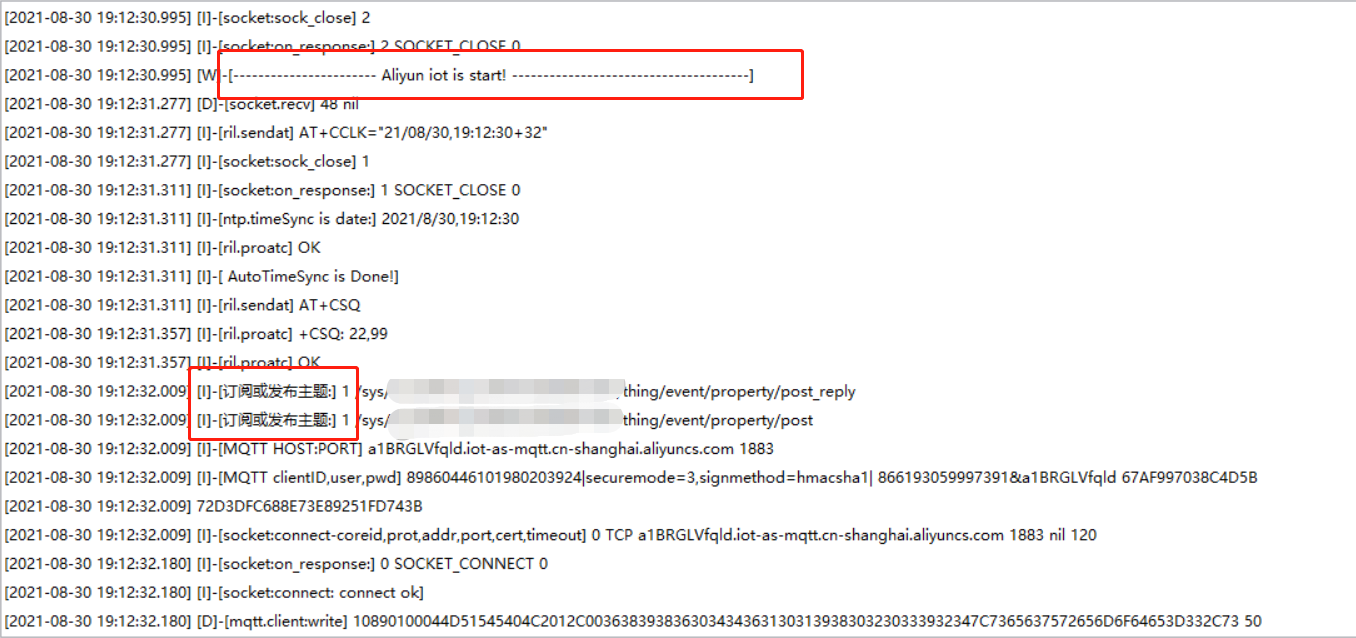 [2021-08-30 19:12:30.995] [I]-[socket:sock_close] 2
[2021-08-30 19:12:30.995] [I]-[socket:on_response:] 2 SOCKET_CLOSE 0
[2021-08-30 19:12:30.995] [W]-[----------------------- Aliyun iot is start! --------------------------------------]
[2021-08-30 19:12:31.277] [D]-[socket.recv] 48 nil
[2021-08-30 19:12:31.277] [I]-[ril.sendat] AT+CCLK="21/08/30,19:12:30+32"
[2021-08-30 19:12:31.277] [I]-[socket:sock_close] 1
[2021-08-30 19:12:31.311] [I]-[socket:on_response:] 1 SOCKET_CLOSE 0
[2021-08-30 19:12:31.311] [I]-[ntp.timeSync is date:] 2021/8/30,19:12:30
[2021-08-30 19:12:31.311] [I]-[ril.proatc] OK
[2021-08-30 19:12:31.311] [I]-[ AutoTimeSync is Done!]
[2021-08-30 19:12:31.311] [I]-[ril.sendat] AT+CSQ
[2021-08-30 19:12:31.357] [I]-[ril.proatc] +CSQ: 22,99
[2021-08-30 19:12:31.357] [I]-[ril.proatc] OK
[2021-08-30 19:12:32.009] [I]-[订阅或发布主题:] 1 /sys/ thing/event/property/post_reply
[2021-08-30 19:12:32.009] [I]-[订阅或发布主题:] 1 /sys/ thing/event/property/post
[2021-08-30 19:12:32.009] [I]-[MQTT HOST:PORT] a1BRGLVfqld.iot-as-mqtt.cn-shanghai.aliyuncs.com 1883
[2021-08-30 19:12:32.009] [I]-[MQTT clientID,user,pwd] 89860446101980203924|securemode=3,signmethod=hmacsha1| 866193059997391&a1BRGLVfqld 67AF997038C4D5B
[2021-08-30 19:12:32.009] 72D3DFC688E73E89251FD743B
[2021-08-30 19:12:32.009] [I]-[socket:connect-coreid,prot,addr,port,cert,timeout] 0 TCP a1BRGLVfqld.iot-as-mqtt.cn-shanghai.aliyuncs.com 1883 nil 120
[2021-08-30 19:12:32.180] [I]-[socket:on_response:] 0 SOCKET_CONNECT 0
[2021-08-30 19:12:32.180] [I]-[socket:connect: connect ok]
[2021-08-30 19:12:32.180] [D]-[mqtt.client:write] 10890100044D51545404C2012C003638393836303434363130313938303230333932347C7365637572656D6F64653D332C73 50